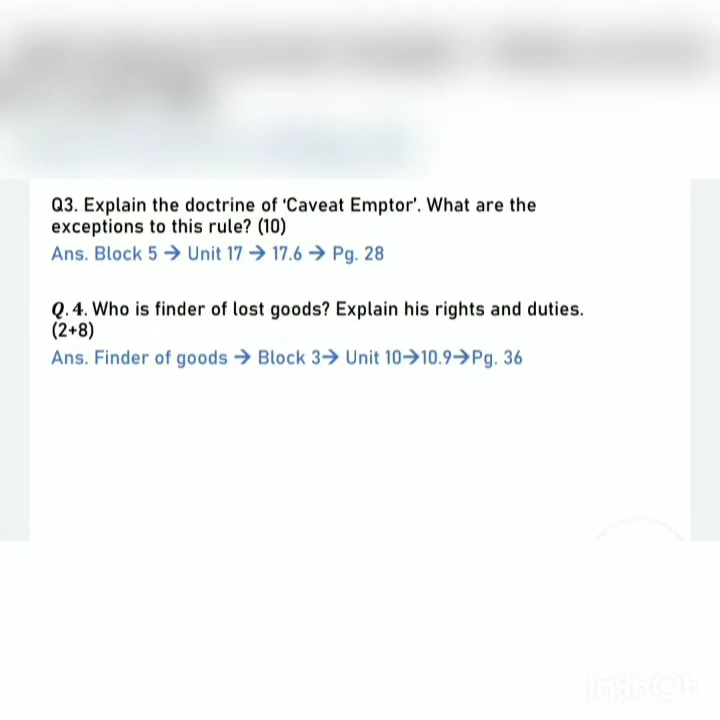 Q3. Explain the doctrine of ‘Caveat Emptor’. What are the
exceptions to this rule? (10)
Ans. Block 5 → Unit 17 → 17.6 → Pg. 28
Q.4. Who is finder of lost goods? Explain his rights and duties.
(2+8)
Ans. Finder of goods → Block 3→ Unit 10→10.9→Pg. 36